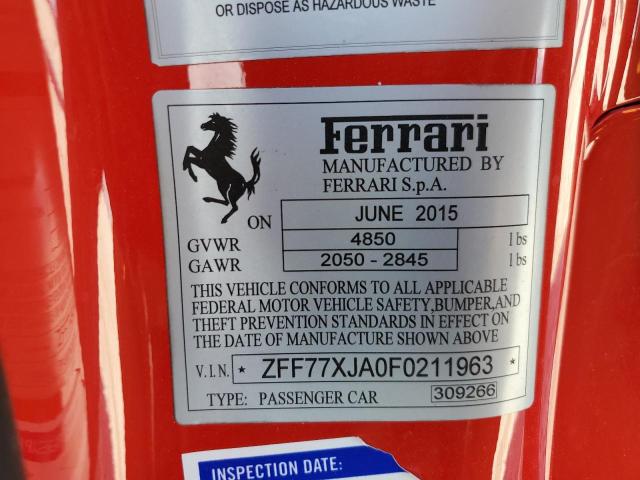 OR DISPOSE AS HAZARDOUS WASTE
Ferrari
MANUFACTURED BY
FERRARI S.p.A.
ON JUNE 2015
GVWR 4850 lbs
GAWR 2050 - 2845 lbs
THIS VEHICLE CONFORMS TO ALL APPLICABLE
FEDERAL MOTOR VEHICLE SAFETY,BUMPER,AND
THEFT PREVENTION STANDARDS IN EFFECT ON
THE DATE OF MANUFACTURE SHOWN ABOVE
V.I.N. * ZFF77XJA0F0211963 *
TYPE: PASSENGER CAR 309266
INSPECTION DATE: